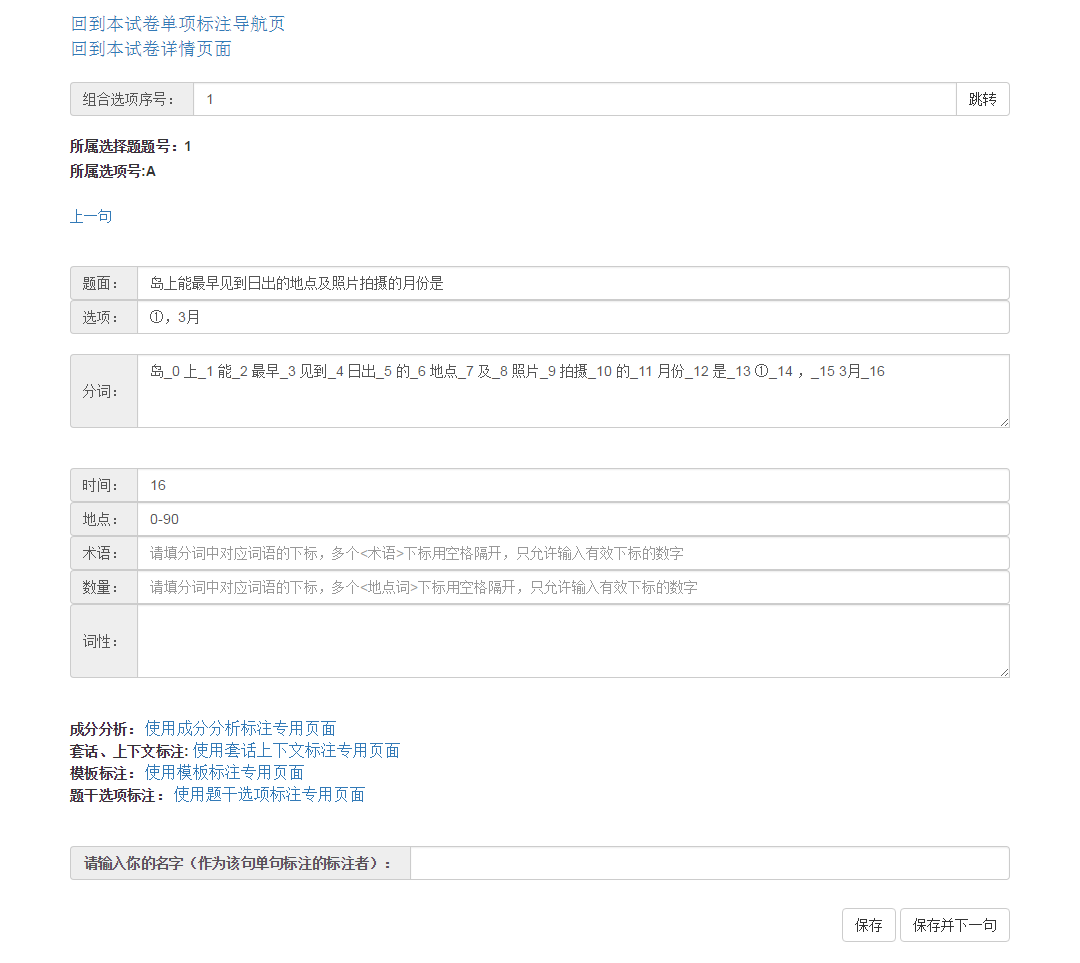 回到本试卷单项标注导航页
回到本试卷详情页面
组合选项序号： 1 跳转
所属选择题题号：1
所属选项号:A
上一句
题面： 岛上能最早见到日出的地点及照片拍摄的月份是
选项： ①，3月
分词： 岛_0 上_1 能_2 最早_3 见到_4 日出_5 的_6 地点_7 及_8 照片_9 拍摄_10 的_11 月份_12 是_13 ①_14 ，_15 3月_16
时间： 16
地点： 0-90
术语： 请填分词中对应词语的下标，多个<术语>下标用空格隔开，只允许输入有效下标的数字
数量： 请填分词中对应词语的下标，多个<地点词>下标用空格隔开，只允许输入有效下标的数字
词性：
成分分析： 使用成分分析标注专用页面
套话、上下文标注: 使用套话上下文标注专用页面
模板标注： 使用模板标注专用页面
题干选项标注： 使用题干选项标注专用页面
请输入你的名字（作为该句单句标注的标注者）：
保存 保存并下一句